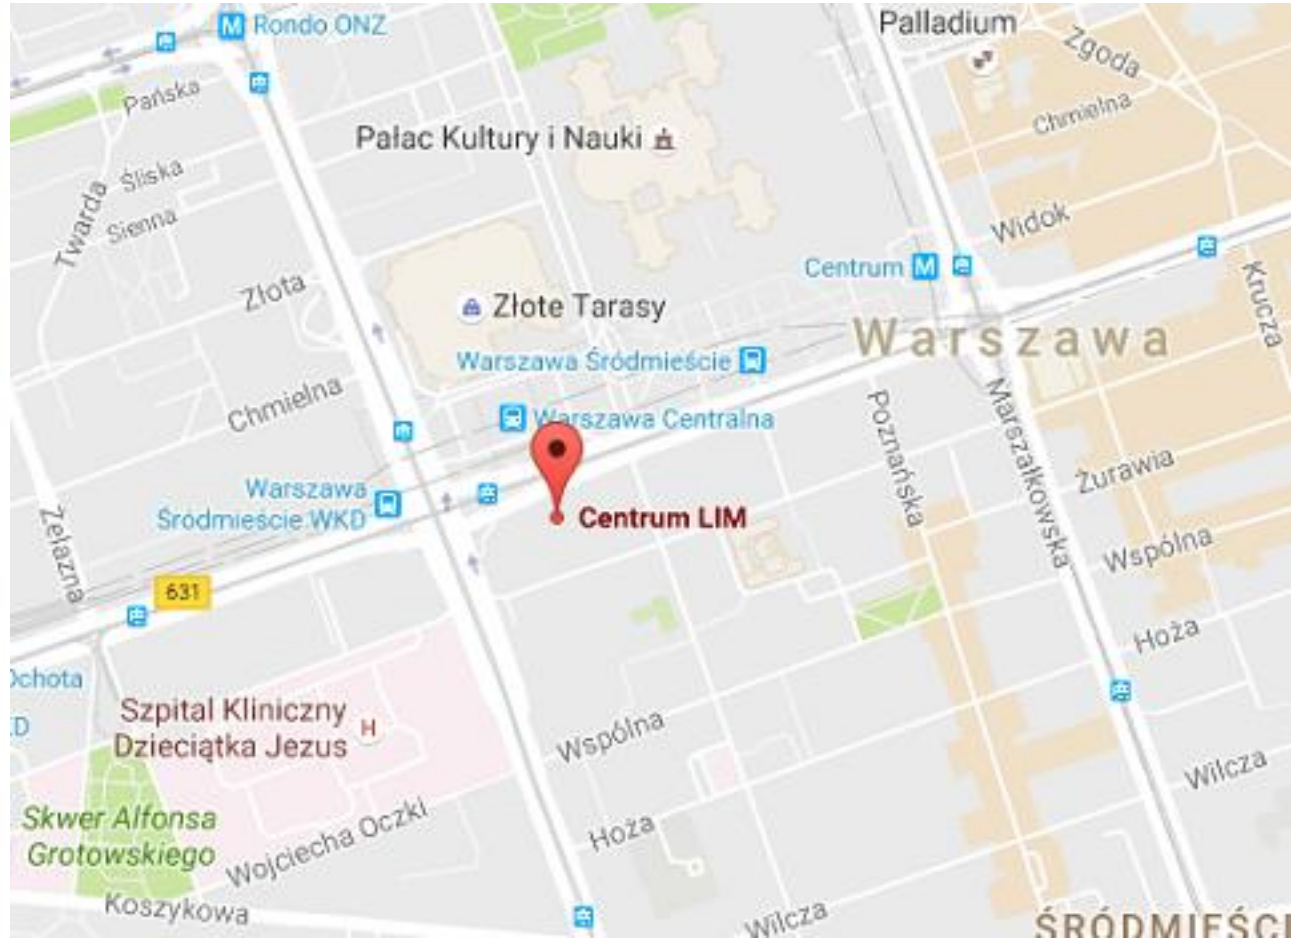 Rondo ONZ
Palladium
Zgoda
Pańska
Chmielna
Pałac Kultury i Nauki
Śliska
Twarda
Sienna
Widok
Centrum
Krucza
Złota
Złote Tarasy
Warszawa
Warszawa Śródmieście
Chmielna
Warszawa Centralna
Poznańska
Marszałkowska
Żurawia
Warszawa
Śródmieście WKD
Centrum LIM
Żelazna
Wspólna
631
Hoża
Ochota
KD
Szpital Kliniczny
Dzieciątka Jezus
H
Wspólna
Wilcza
Skwer Alfonsa
Grotowskiego
Wojciecha Oczki
Hoża
Koszykowa
Wilcza
ŚRÓDMIEŚCI